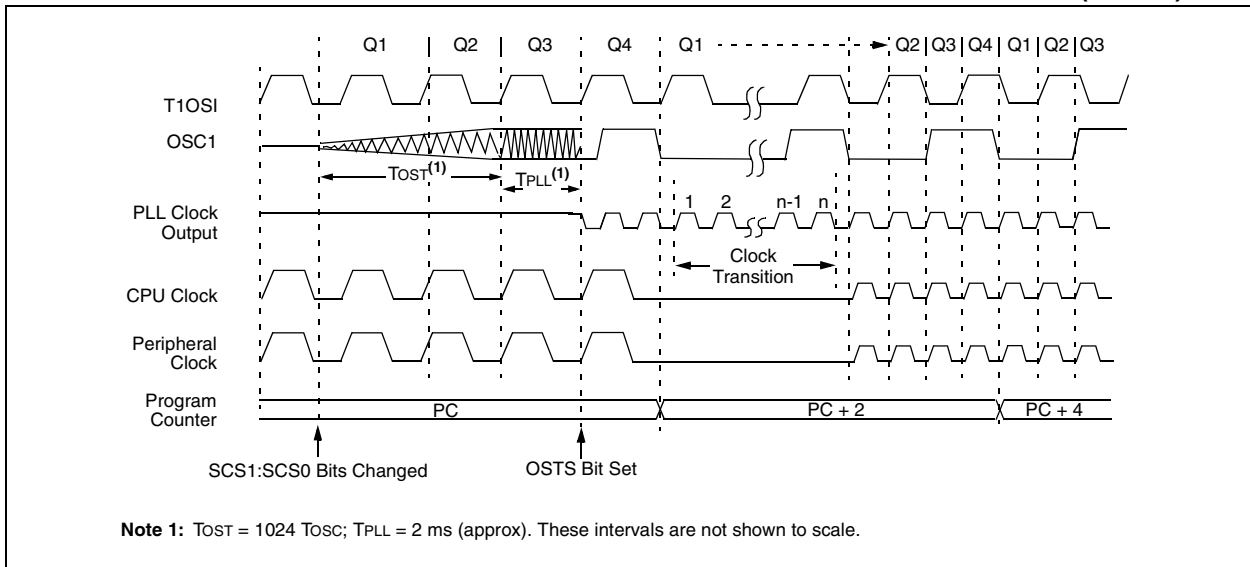 Q1 Q2 Q3 Q4 Q1 Q2 Q3 Q4 Q1 Q2 Q3
T1OSI
OSC1
TOST(1) TPLL(1)
1 2 n-1 n
PLL Clock
Output
Clock
Transition
CPU Clock
Peripheral
Clock
Program
Counter
PC PC + 2 PC + 4
SCS1:SCS0 Bits Changed OSTS Bit Set
Note 1: TOST = 1024 TOSC; TPLL = 2 ms (approx). These intervals are not shown to scale.